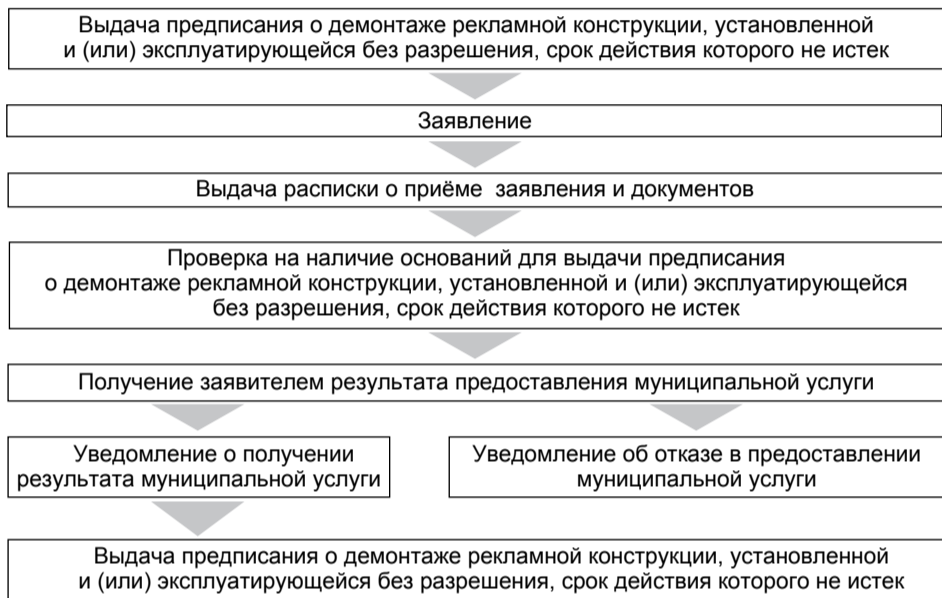 Выдача предписания о демонтаже рекламной конструкции, установленной
и (или) эксплуатирующейся без разрешения, срок действия которого не истек
Заявление
Выдача расписки о приёме заявления и документов
Проверка на наличие оснований для выдачи предписания
о демонтаже рекламной конструкции, установленной и (или) эксплуатирующейся
без разрешения, срок действия которого не истек
Получение заявителем результата предоставления муниципальной услуги
Уведомление о получении
результата муниципальной услуги
Уведомление об отказе в предоставлении
муниципальной услуги
Выдача предписания о демонтаже рекламной конструкции, установленной
и (или) эксплуатирующейся без разрешения, срок действия которого не истек